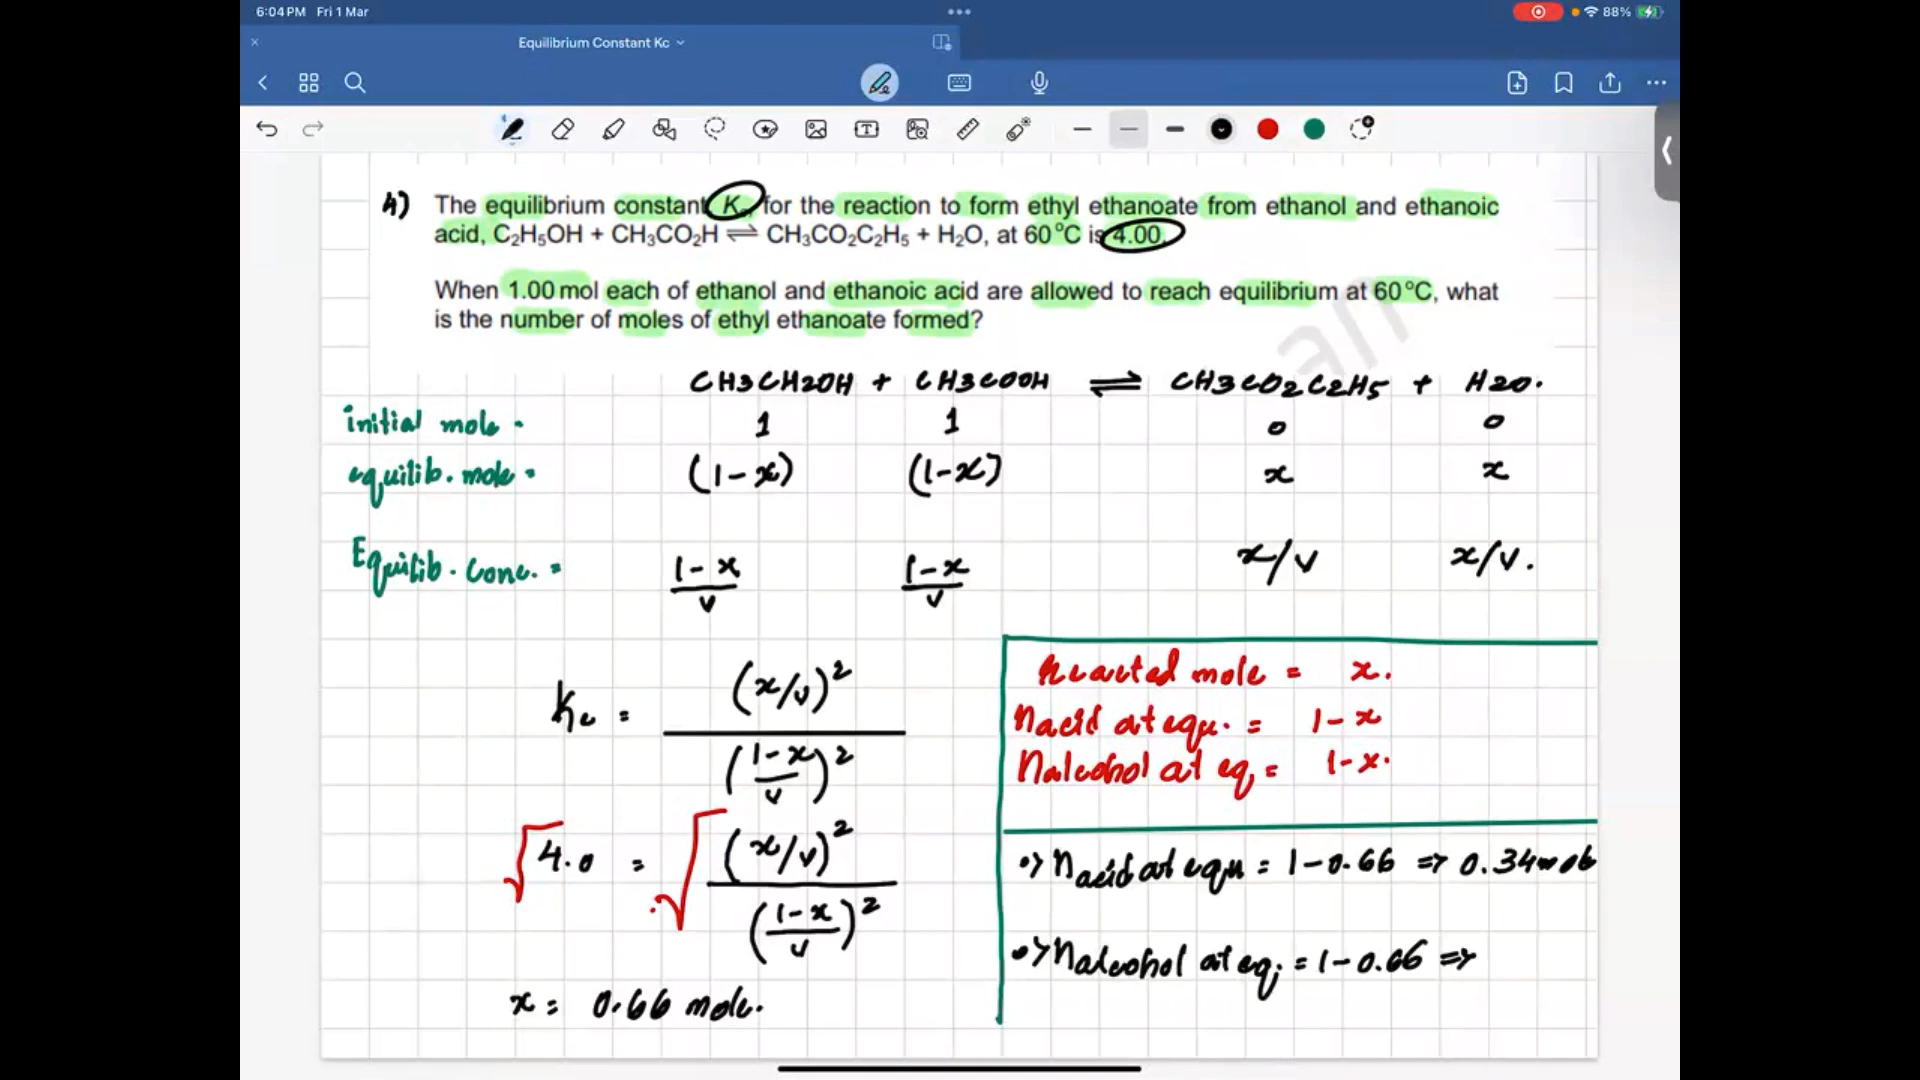 6:04 PM Fri 1 Mar
88%
Equilibrium Constant Kc
4) The equilibrium constant, Kc, for the reaction to form ethyl ethanoate from ethanol and ethanoic
acid, C₂H₅OH + CH₃CO₂H ⇌ CH₃CO₂C₂H₅ + H₂O, at 60 °C is 4.00.
When 1.00 mol each of ethanol and ethanoic acid are allowed to reach equilibrium at 60 °C, what
is the number of moles of ethyl ethanoate formed?
CH3CH2OH + CH3COOH ⇌ CH3CO2C2H5 + H2O.
initial mole = 1 1 0 0
equilib. mole = (1-x) (1-x) x x
Equilib. conc. = (1-x)/v (1-x)/v x/v x/v.
Kc = (x/v)² / ((1-x)/v)²
√4.0 = √((x/v)² / ((1-x)/v)²)
x = 0.66 mole.
Reacted mole = x.
nacid at equ. = 1-x
nalcohol at eq, = 1-x.
nacid at equ = 1-0.66 => 0.34
nalcohol at eq, = 1-0.66 =>